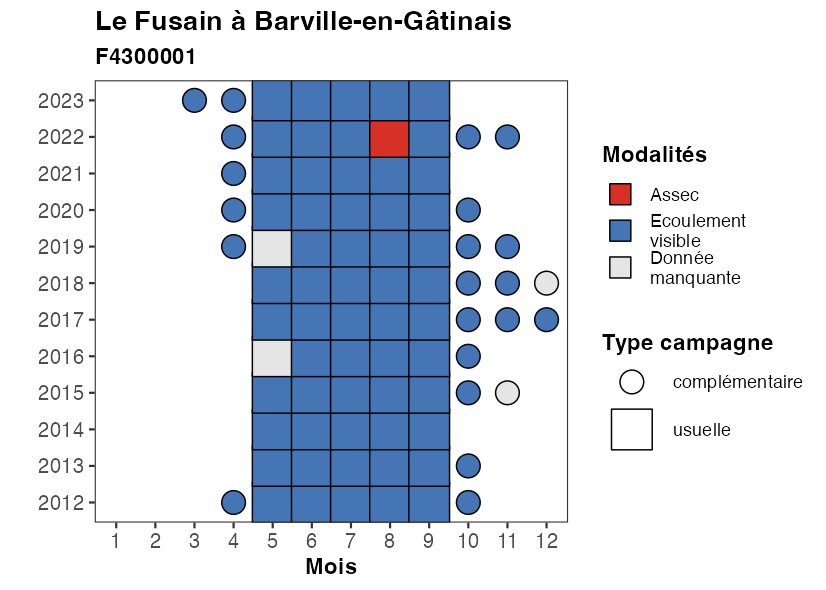 Le Fusain à Barville-en-Gâtinais
F4300001
2023
2022
2021
2020
2019
2018
2017
2016
2015
2014
2013
2012
1 2 3 4 5 6 7 8 9 10 11 12
Mois
Modalités
Assec
Ecoulement
visible
Donnée
manquante
Type campagne
complémentaire
usuelle